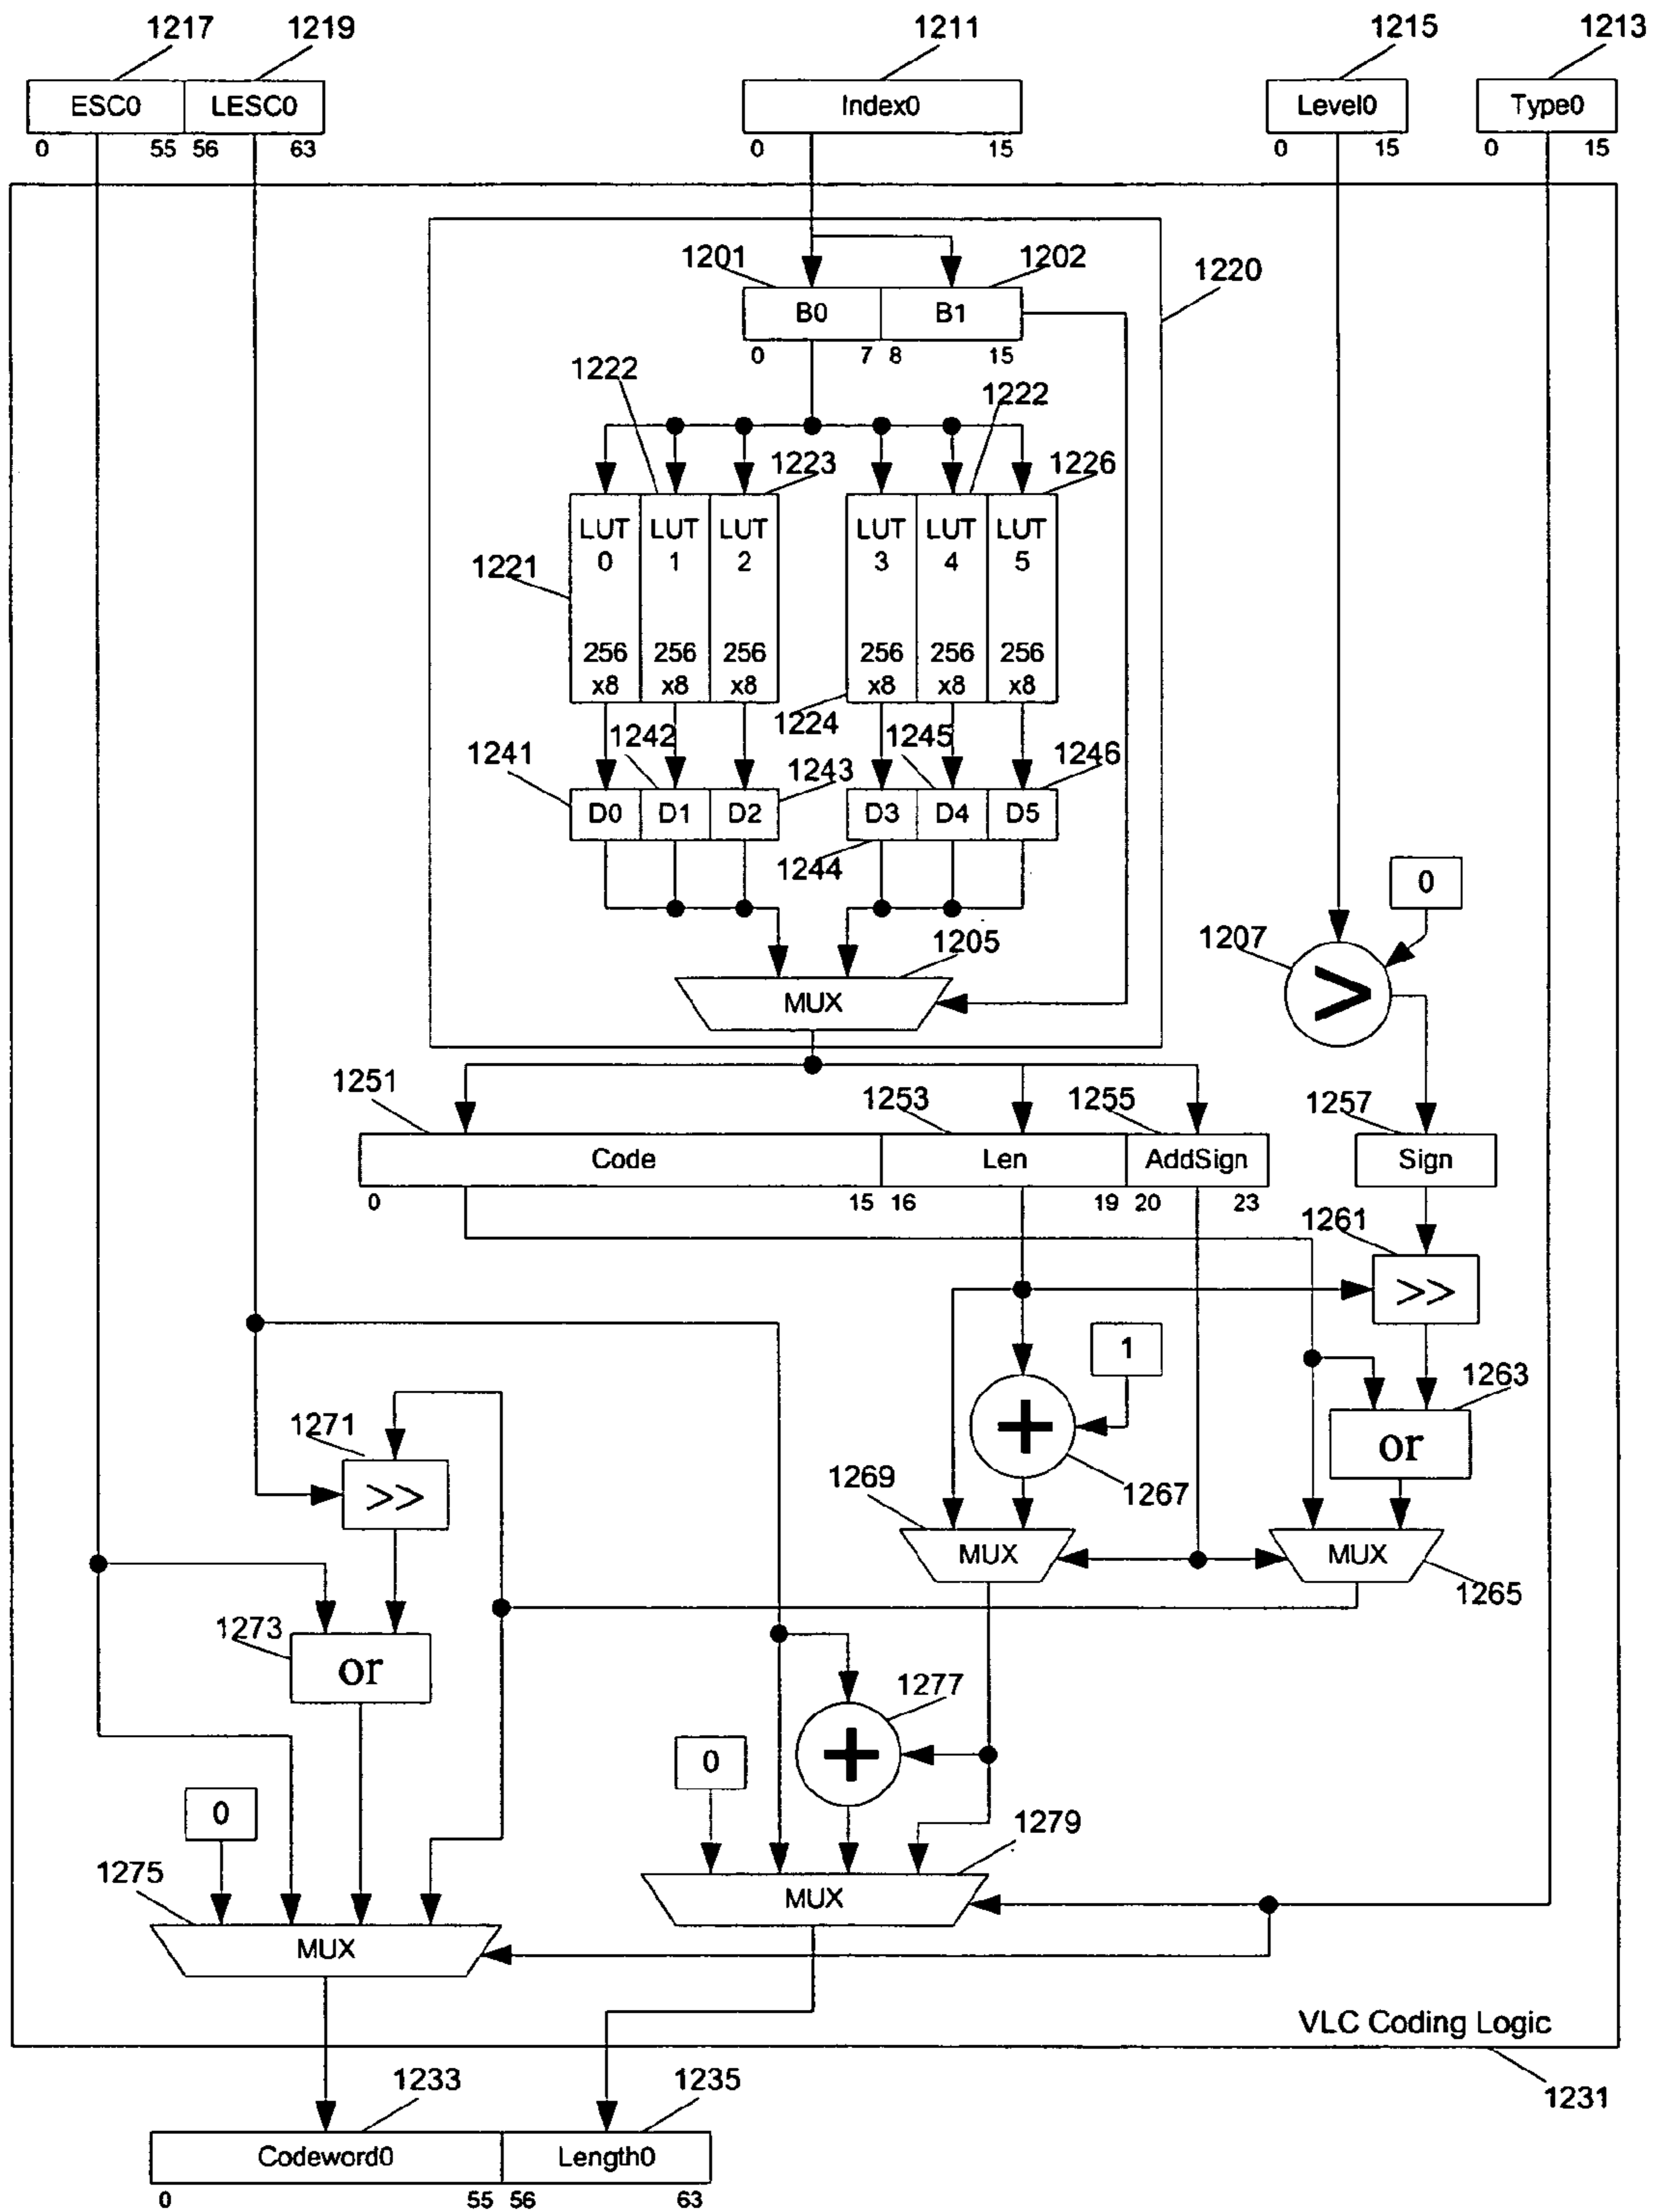 1217 1219 1211 1215 1213
ESC0 LESC0 Index0 Level0 Type0
0 55 56 63 0 15 0 15 0 15
1201 1202 1220
B0 B1
0 7 8 15
1222 1222
1223 1226
LUT 0 LUT 1 LUT 2 LUT 3 LUT 4 LUT 5
1221
256 x8 256 x8 256 x8 256 x8 256 x8 256 x8
1224
1241 1242 1243 1245 1246
D0 D1 D2 D3 D4 D5
1244
0
1205 1207
MUX >
1251 1253 1255 1257
Code Len AddSign Sign
0 15 16 19 20 23
1261
>>
1
1263
+ or
1271 1269 1267
>>
MUX MUX
1265
1273
or
1277
+
0
0
1279
1275
MUX
MUX
VLC Coding Logic
1233 1235 1231
Codeword0 Length0
0 55 56 63